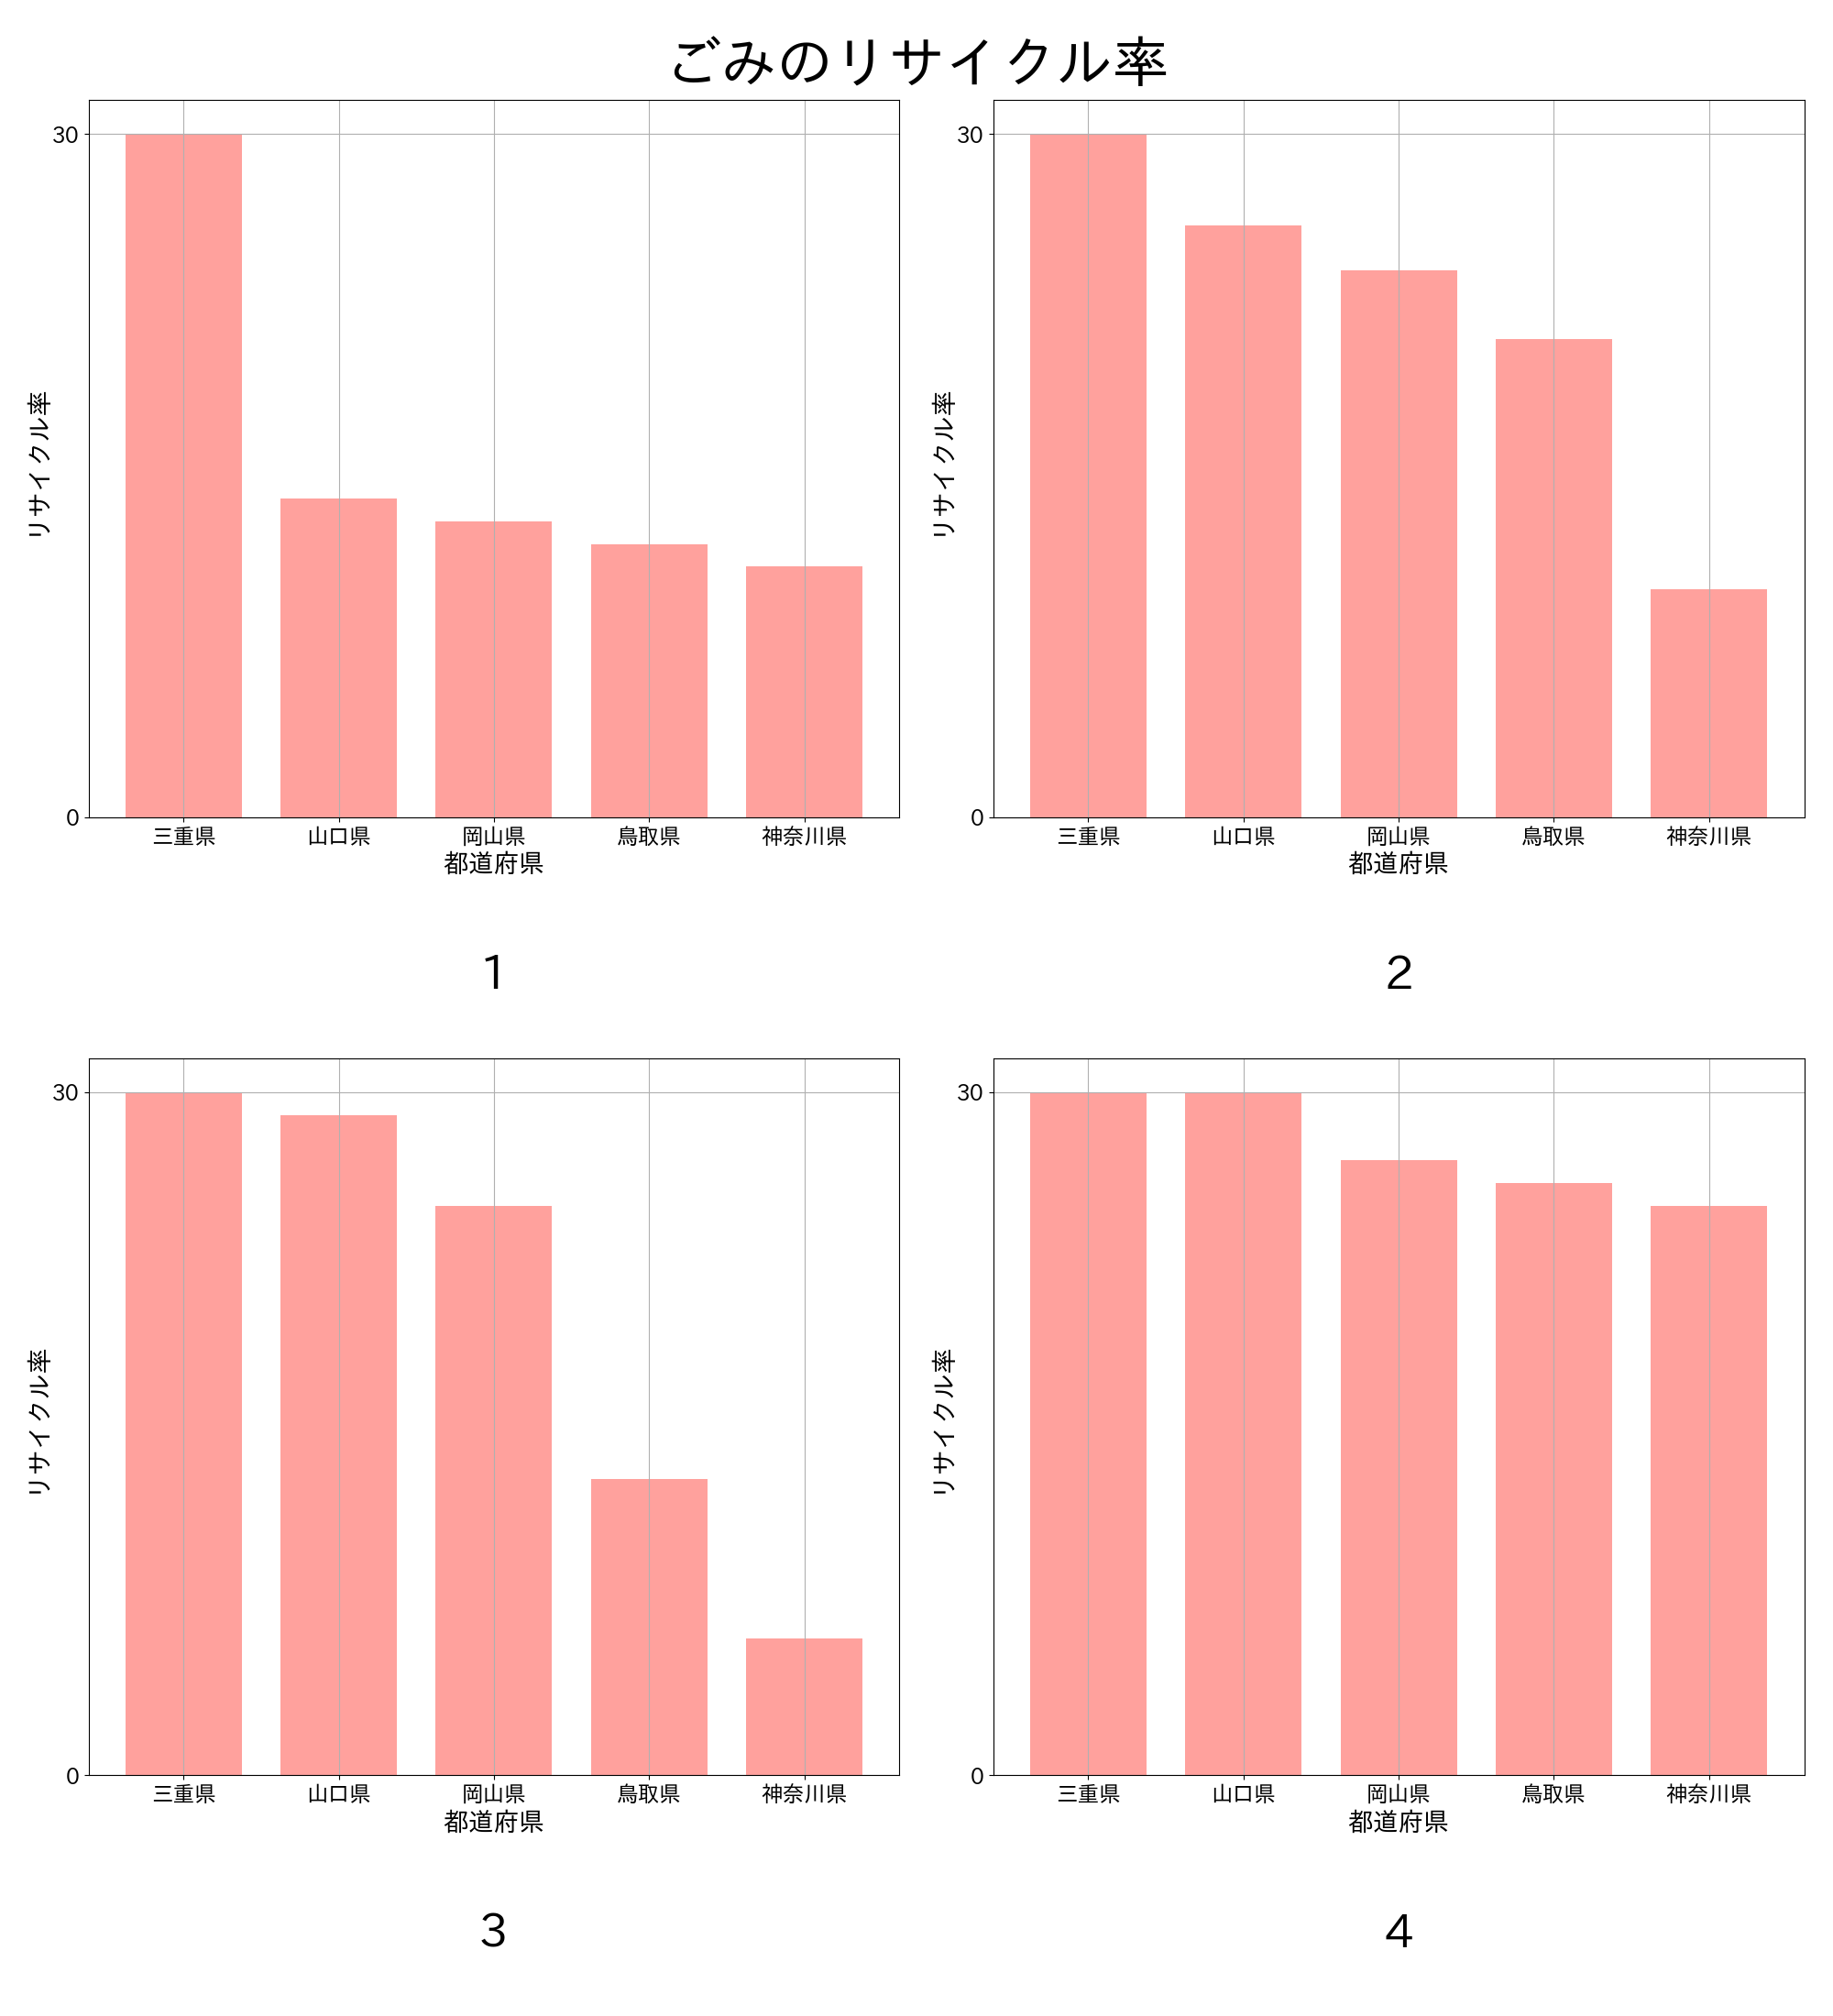 ごみのリサイクル率
30
0
リサイクル率
三重県 山口県 岡山県 鳥取県 神奈川県
都道府県
1
30
0
リサイクル率
三重県 山口県 岡山県 鳥取県 神奈川県
都道府県
2
30
0
リサイクル率
三重県 山口県 岡山県 鳥取県 神奈川県
都道府県
3
30
0
リサイクル率
三重県 山口県 岡山県 鳥取県 神奈川県
都道府県
4